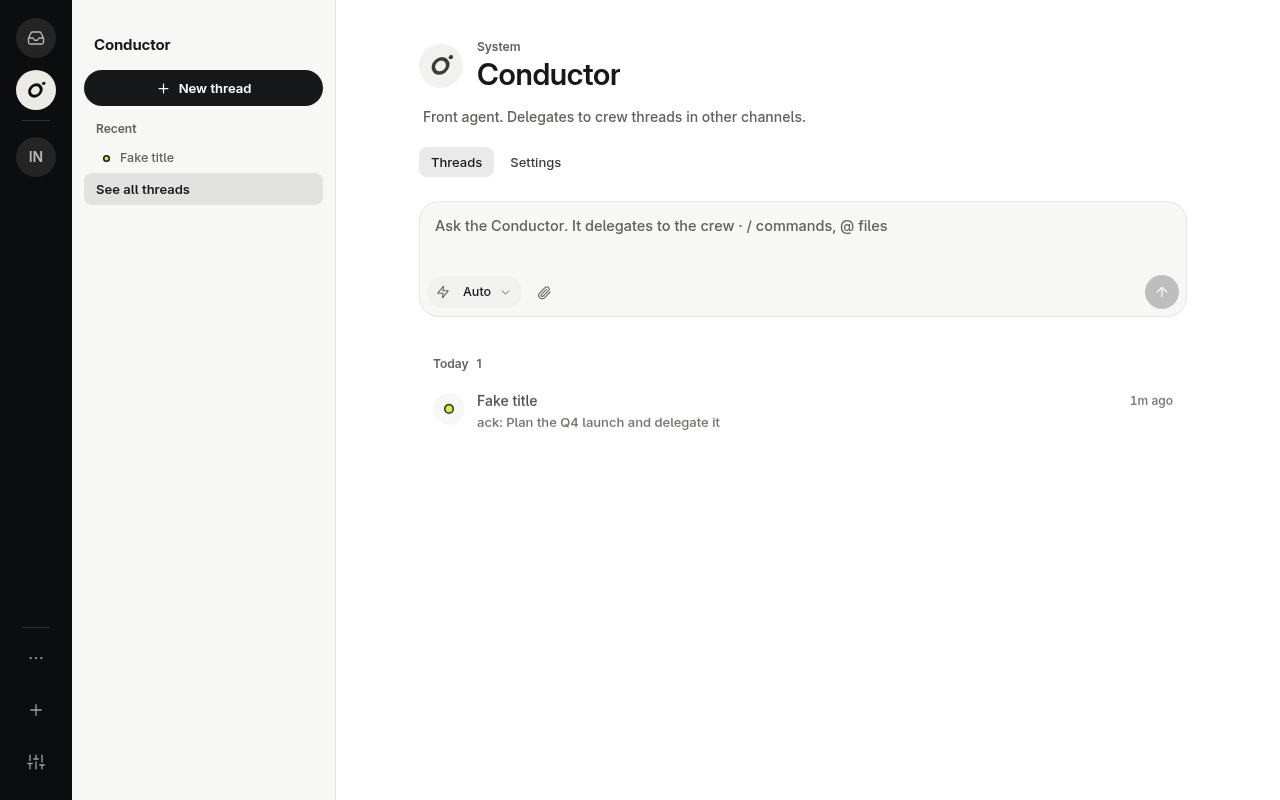 Conductor
New thread
Recent
Fake title
See all threads
IN
System
Conductor
Front agent. Delegates to crew threads in other channels.
Threads
Settings
Ask the Conductor. It delegates to the crew · / commands, @ files
Auto
Today 1
Fake title
1m ago
ack: Plan the Q4 launch and delegate it